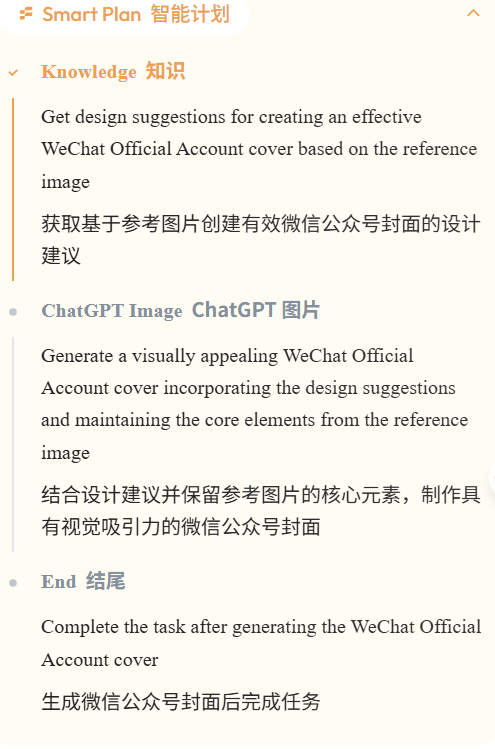 Smart Plan 智能计划
Knowledge 知识
Get design suggestions for creating an effective
WeChat Official Account cover based on the reference
image
获取基于参考图片创建有效微信公众号封面的设计
建议
ChatGPT Image ChatGPT 图片
Generate a visually appealing WeChat Official
Account cover incorporating the design suggestions
and maintaining the core elements from the reference
image
结合设计建议并保留参考图片的核心元素，制作具
有视觉吸引力的微信公众号封面
End 结尾
Complete the task after generating the WeChat Official
Account cover
生成微信公众号封面后完成任务